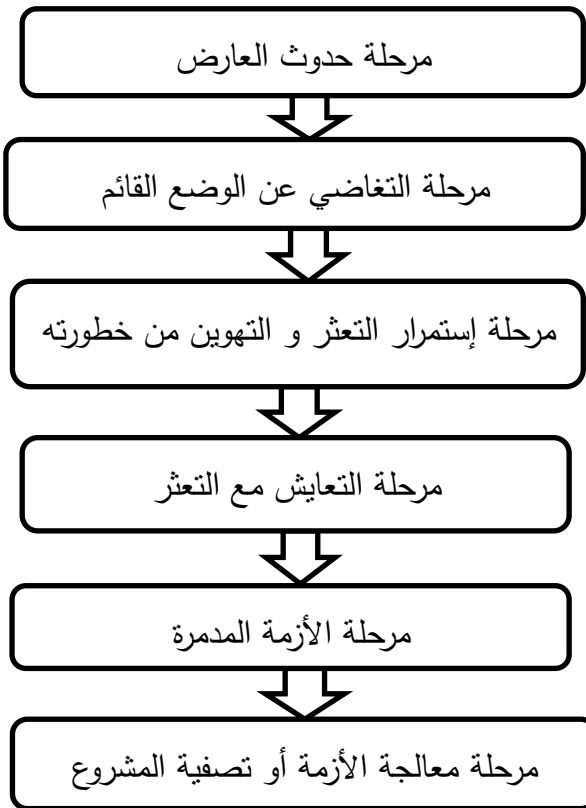 مرحلة حدوث العارض
مرحلة التغاضي عن الوضع القائم
مرحلة إستمرار التعثر و التهوين من خطورته
مرحلة التعايش مع التعثر
مرحلة الأزمة المدمرة
مرحلة معالجة الأزمة أو تصفية المشروع